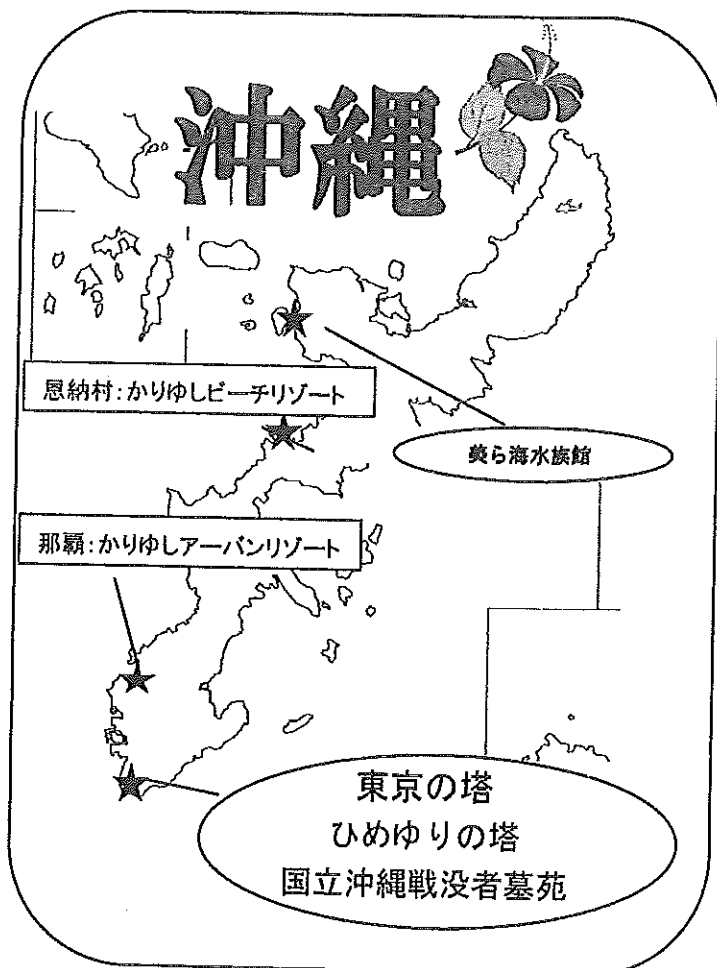 沖縄
恩納村：かりゆしビーチリゾート
美ら海水族館
那覇：かりゆしアーバンリゾート
東京の塔
ひめゆりの塔
国立沖縄戦没者墓苑